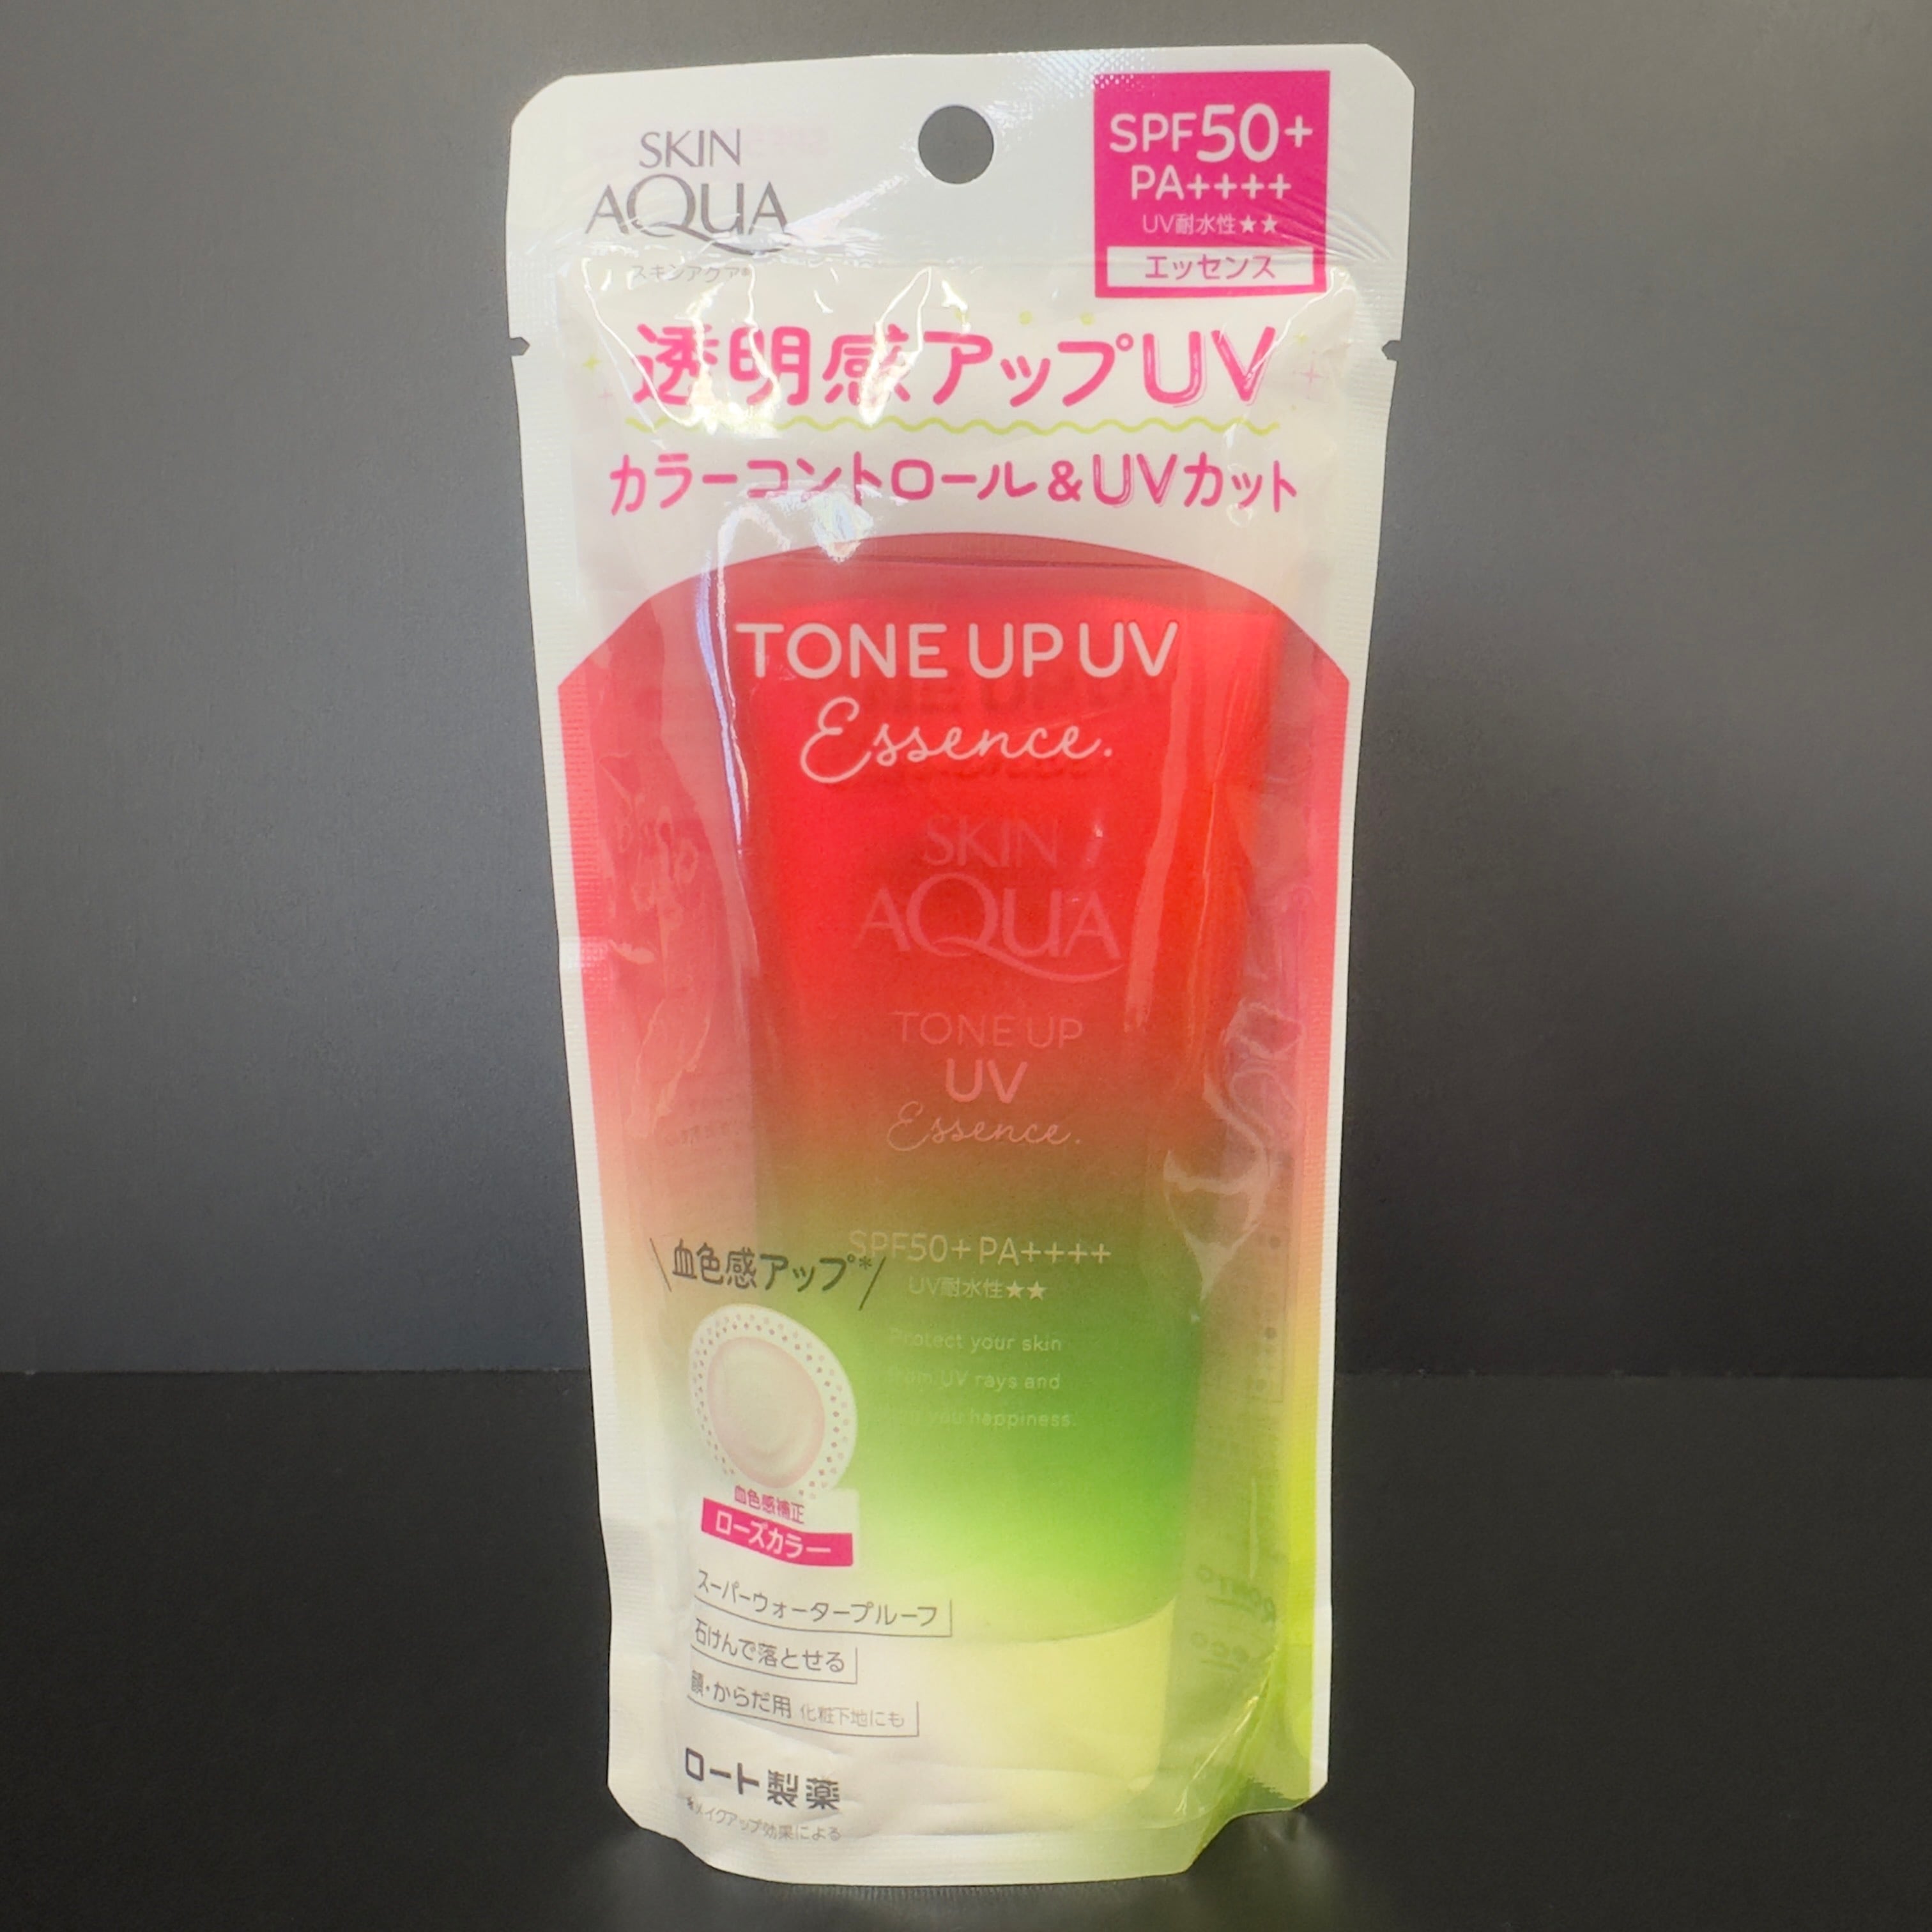 SKIN
AQUA
スキンアクア®
SPF50+
PA++++
UV耐水性★★
エッセンス
透明感アップUV
カラーコントロール&UVカット
TONE UP UV
Essence.
SKIN
AQUA
TONE UP
UV
Essence.
SPF50+ PA++++
UV耐水性★★
Protect your skin
from UV rays and
you happiness.
血色感アップ*
血色感補正
ローズカラー
スーパーウォータープルーフ
石けんで落とせる
顔・からだ用 化粧下地にも
ロート製薬
*メイクアップ効果による